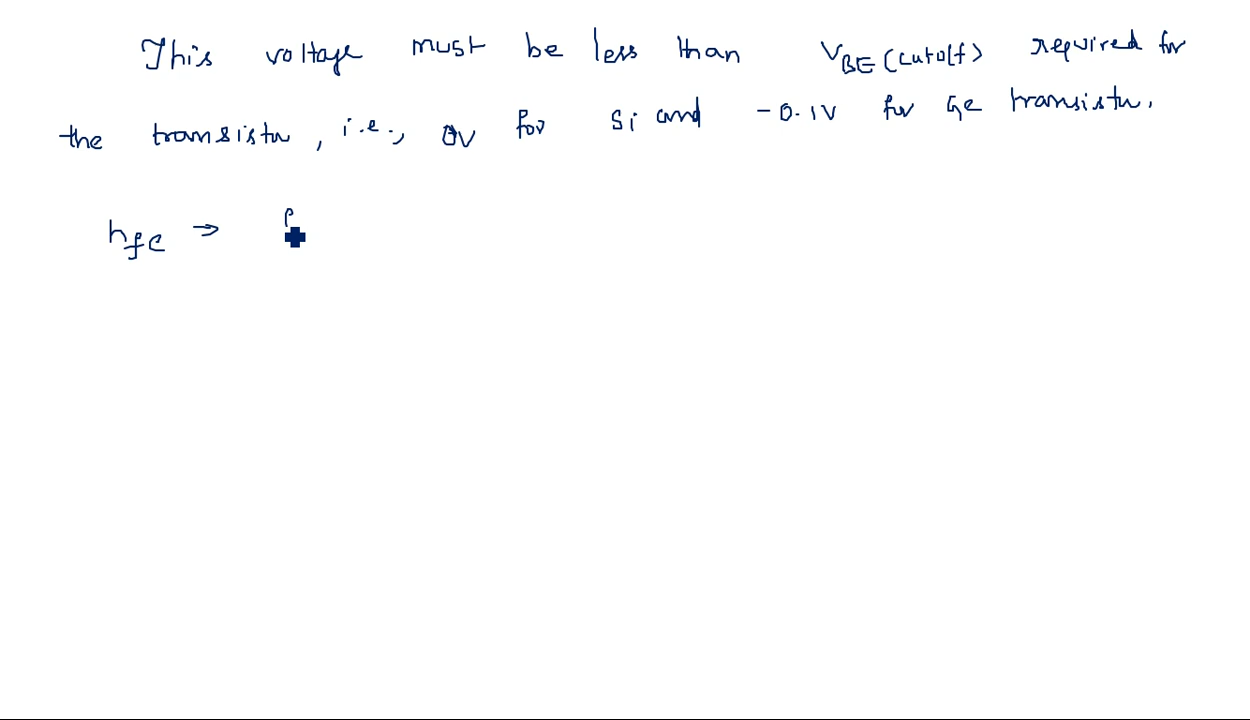 This voltage must be less than VBE (cutoff) required for
the transistor, i.e., 0V for Si and -0.1V for Ge transistor.
hfe ⇒